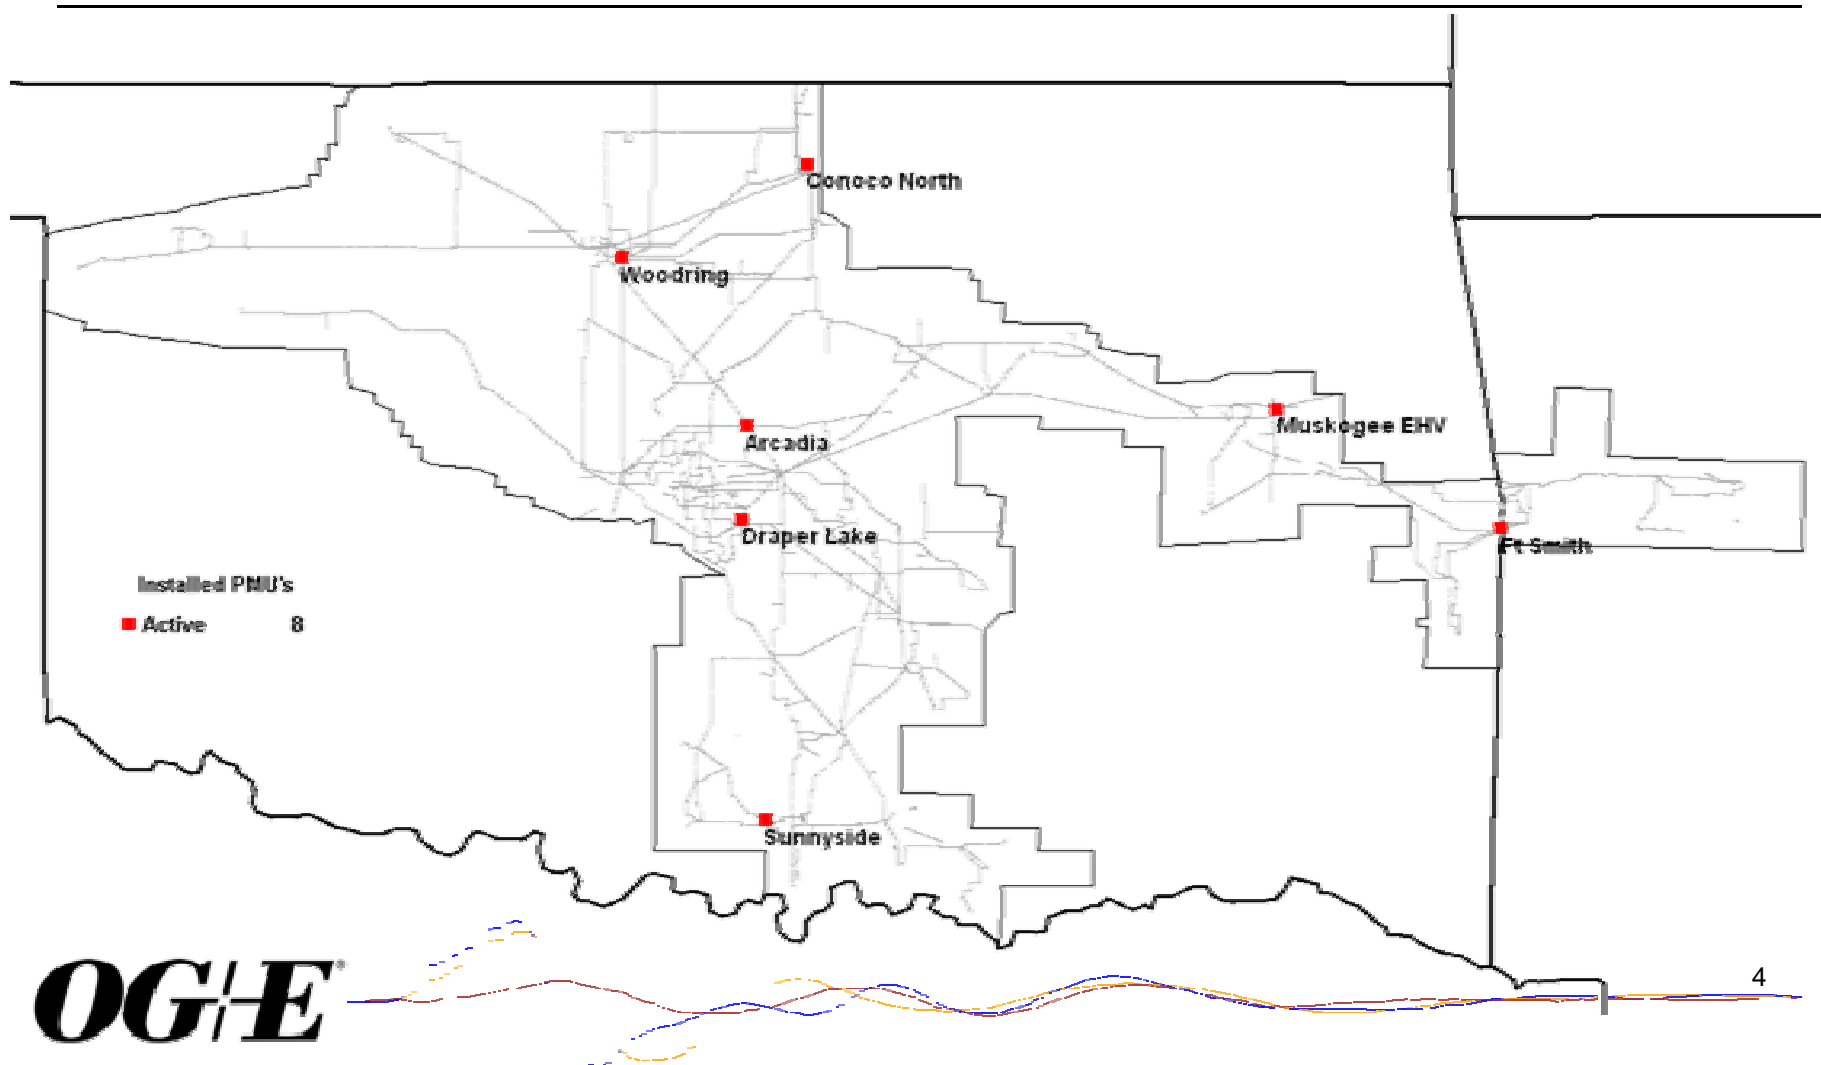 Conoco North
Woodring
Muskogee EHV
Arcadia
Draper Lake
Ft Smith
Installed PMU's
Active 8
Sunnyside
OG+E®
4